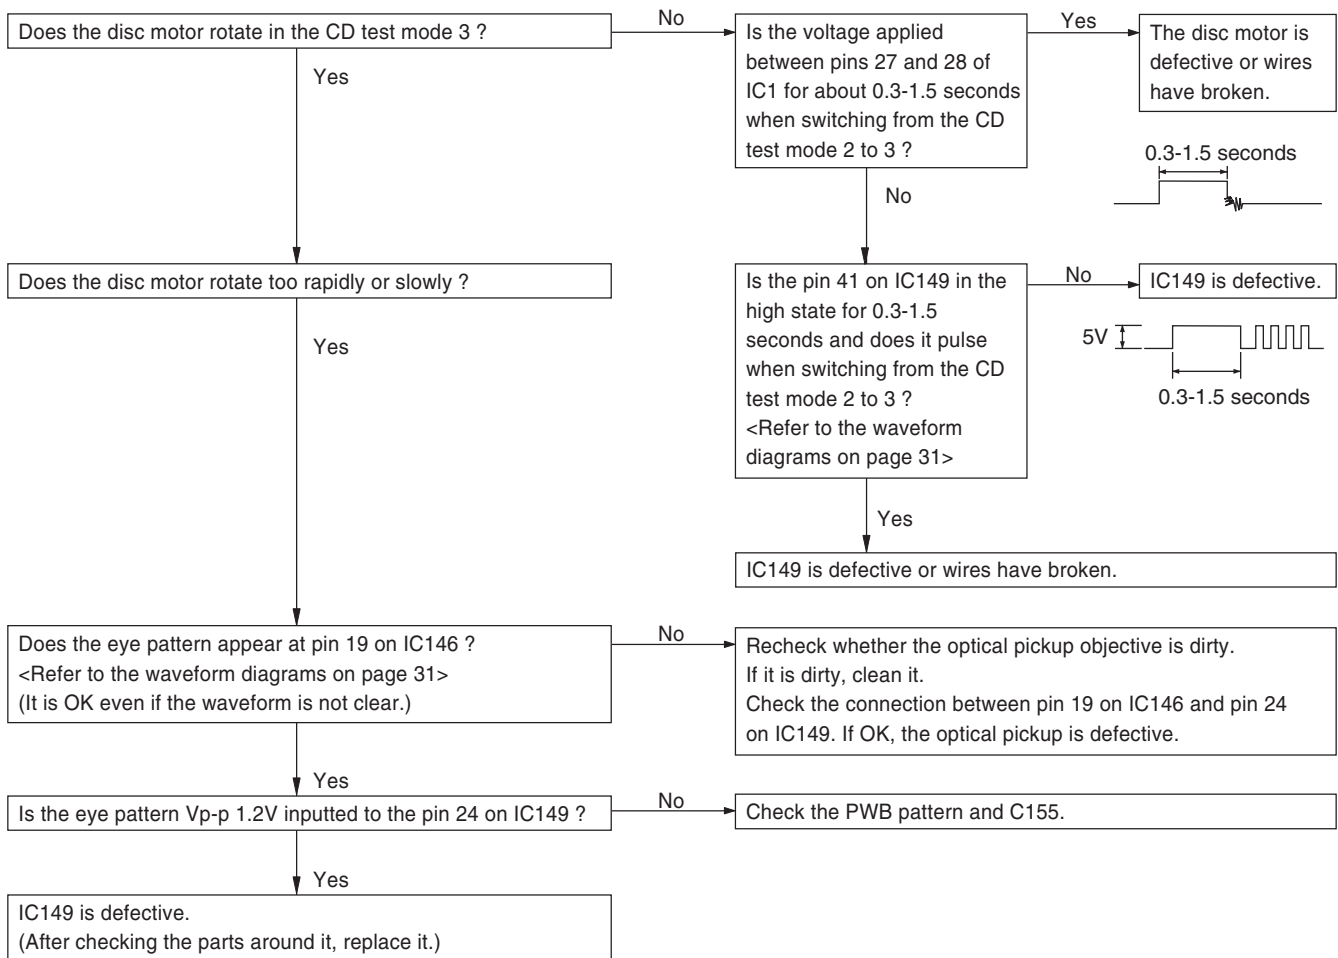 Does the disc motor rotate in the CD test mode 3 ?
No
Is the voltage applied
between pins 27 and 28 of
IC1 for about 0.3-1.5 seconds
when switching from the CD
test mode 2 to 3 ?
Yes
The disc motor is
defective or wires
have broken.
0.3-1.5 seconds
Yes
No
Does the disc motor rotate too rapidly or slowly ?
Is the pin 41 on IC149 in the
high state for 0.3-1.5
seconds and does it pulse
when switching from the CD
test mode 2 to 3 ?
<Refer to the waveform
diagrams on page 31>
No
IC149 is defective.
5V
0.3-1.5 seconds
Yes
Yes
IC149 is defective or wires have broken.
Does the eye pattern appear at pin 19 on IC146 ?
<Refer to the waveform diagrams on page 31>
(It is OK even if the waveform is not clear.)
No
Recheck whether the optical pickup objective is dirty.
If it is dirty, clean it.
Check the connection between pin 19 on IC146 and pin 24
on IC149. If OK, the optical pickup is defective.
Yes
Is the eye pattern Vp-p 1.2V inputted to the pin 24 on IC149 ?
No
Check the PWB pattern and C155.
Yes
IC149 is defective.
(After checking the parts around it, replace it.)